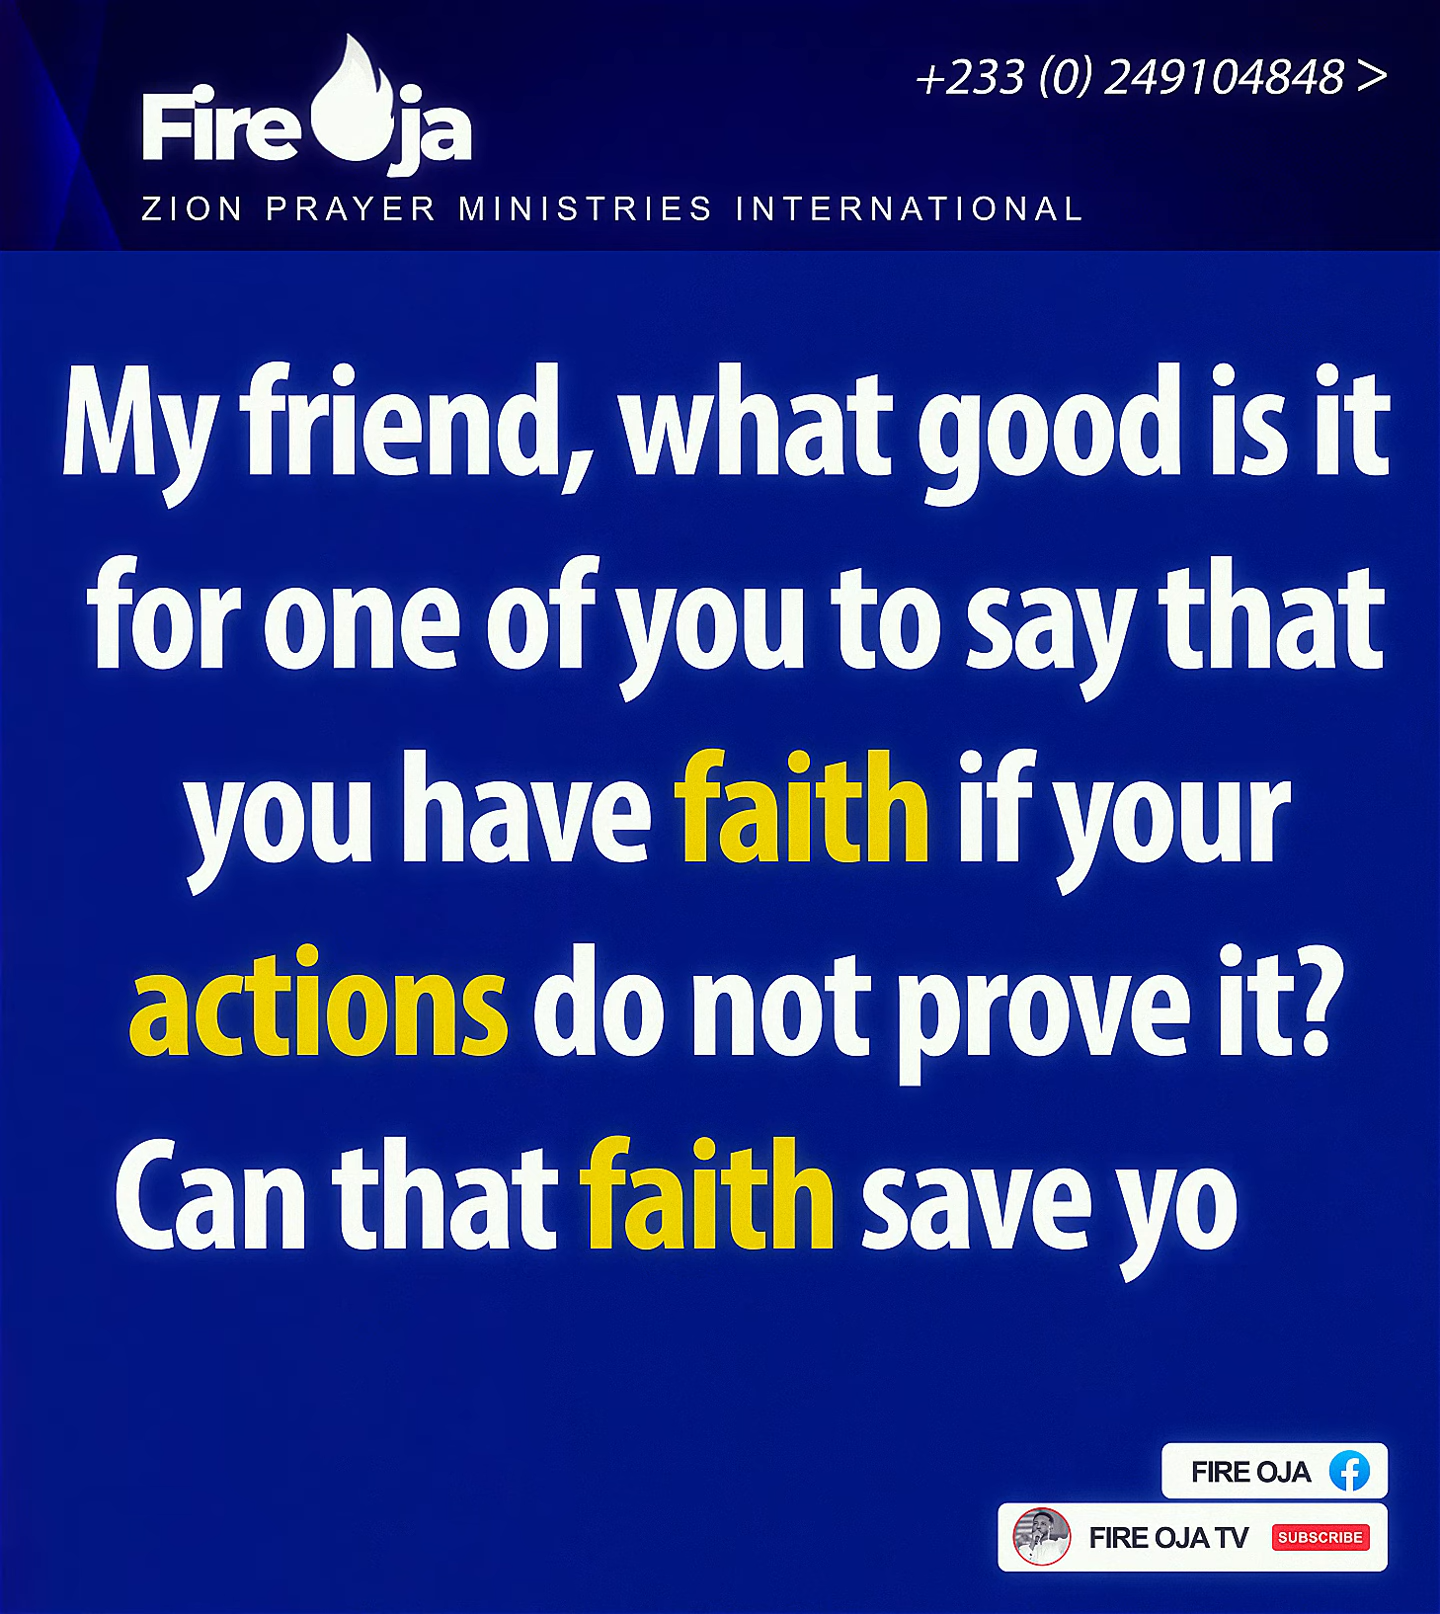 Fire Oja
+233 (0) 249104848 >
ZION PRAYER MINISTRIES INTERNATIONAL
My friend, what good is it
for one of you to say that
you have faith if your
actions do not prove it?
Can that faith save yo
FIRE OJA
FIRE OJA TV SUBSCRIBE